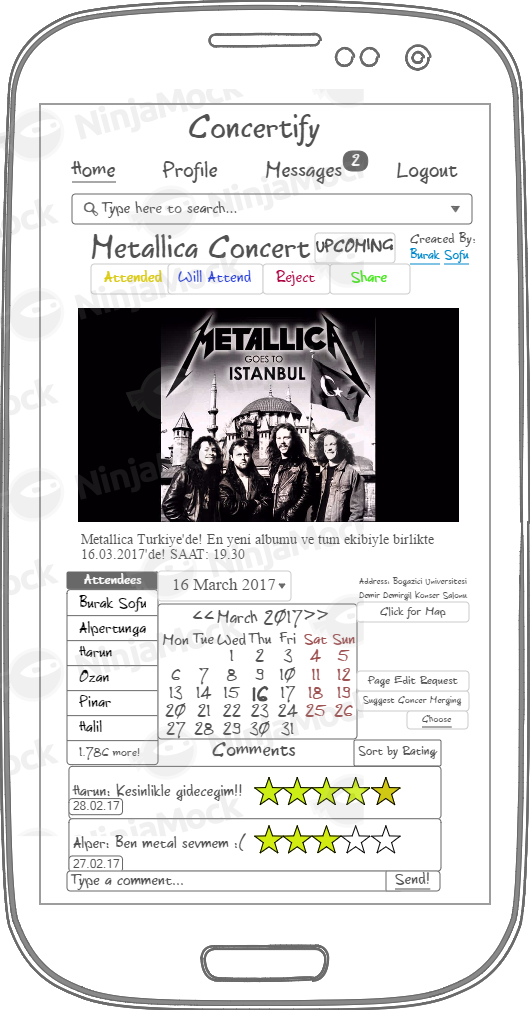 Concertify
Home Profile Messages 2 Logout
Type here to search...
Metallica Concert UPCOMING Created By:
Burak Sofu
Attended Will Attend Reject Share
METALLICA
GOES TO
ISTANBUL
Metallica Turkiye'de! En yeni albumu ve tum ekibiyle birlikte
16.03.2017'de! SAAT: 19.30
Attendees
Burak Sofu
Alpertunga
Harun
Ozan
Pinar
Halil
1.786 more!
16 March 2017
<<March 2017>>
Mon Tue Wed Thu Fri Sat Sun
1 2 3 4 5
6 7 8 9 10 11 12
13 14 15 16 17 18 19
20 21 22 23 24 25 26
27 28 29 30 31
Address: Bogazici Universitesi
Demir Demirgil Konser Salonu
Click for Map
Page Edit Request
Suggest Concer Merging
Choose
Comments Sort by Rating
Harun: Kesinlikle gidecegim!!
28.02.17
Alper: Ben metal sevmem :(
27.02.17
Type a comment... Send!
NinjaMock